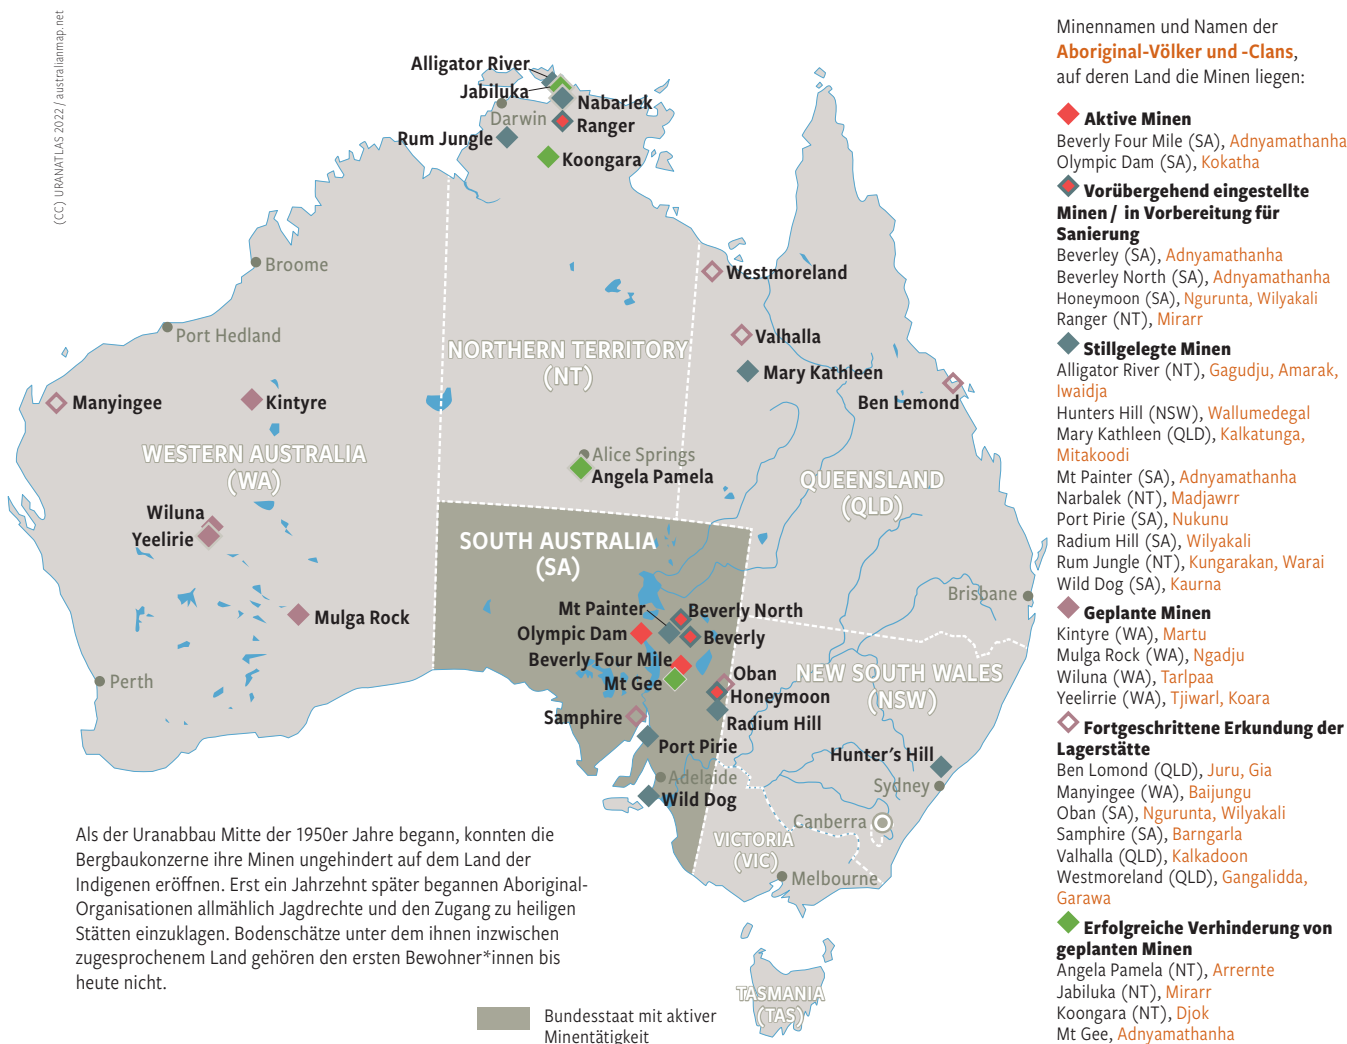 (CC) URANATLAS 2022 / australianmap.net
Alligator River
Jabiluka
Nabarlek
Darwin
Ranger
Rum Jungle
Koongara
Broome
Westmoreland
Port Hedland
Valhalla
NORTHERN TERRITORY
(NT)
Mary Kathleen
Manyingee
Kintyre
Ben Lemond
WESTERN AUSTRALIA
(WA)
Alice Springs
Angela Pamela
QUEENSLAND
(QLD)
Wiluna
Yeelirie
SOUTH AUSTRALIA
(SA)
Brisbane
Mt Painter
Beverly North
Mulga Rock
Olympic Dam
Beverly
Beverly Four Mile
Oban
Mt Gee
NEW SOUTH WALES
(NSW)
Perth
Honeymoon
Samphire
Radium Hill
Port Pirie
Hunter's Hill
Adelaide
Sydney
Wild Dog
Canberra
VICTORIA
(VIC)
Melbourne
TASMANIA
(TAS)
Als der Uranabbau Mitte der 1950er Jahre begann, konnten die
Bergbaukonzerne ihre Minen ungehindert auf dem Land der
Indigenen eröffnen. Erst ein Jahrzehnt später begannen Aboriginal-
Organisationen allmählich Jagdrechte und den Zugang zu heiligen
Stätten einzuklagen. Bodenschätze unter dem ihnen inzwischen
zugesprochenem Land gehören den ersten Bewohner*innen bis
heute nicht.
Bundesstaat mit aktiver
Minentätigkeit
Minennamen und Namen der
Aboriginal-Völker und -Clans,
auf deren Land die Minen liegen:
Aktive Minen
Beverly Four Mile (SA), Adnyamathanha
Olympic Dam (SA), Kokatha
Vorübergehend eingestellte
Minen / in Vorbereitung für
Sanierung
Beverley (SA), Adnyamathanha
Beverley North (SA), Adnyamathanha
Honeymoon (SA), Ngurunta, Wilyakali
Ranger (NT), Mirarr
Stillgelegte Minen
Alligator River (NT), Gagudju, Amarak,
Iwaidja
Hunters Hill (NSW), Wallumedegal
Mary Kathleen (QLD), Kalkatunga,
Mitakoodi
Mt Painter (SA), Adnyamathanha
Narbalek (NT), Madjawrr
Port Pirie (SA), Nukunu
Radium Hill (SA), Wilyakali
Rum Jungle (NT), Kungarakan, Warai
Wild Dog (SA), Kaurna
Geplante Minen
Kintyre (WA), Martu
Mulga Rock (WA), Ngadju
Wiluna (WA), Tarlpaa
Yeelirrie (WA), Tjiwarl, Koara
Fortgeschrittene Erkundung der
Lagerstätte
Ben Lomond (QLD), Juru, Gia
Manyingee (WA), Baijungu
Oban (SA), Ngurunta, Wilyakali
Samphire (SA), Barngarla
Valhalla (QLD), Kalkadoon
Westmoreland (QLD), Gangalidda,
Garawa
Erfolgreiche Verhinderung von
geplanten Minen
Angela Pamela (NT), Arrernte
Jabiluka (NT), Mirarr
Koongara (NT), Djok
Mt Gee, Adnyamathanha